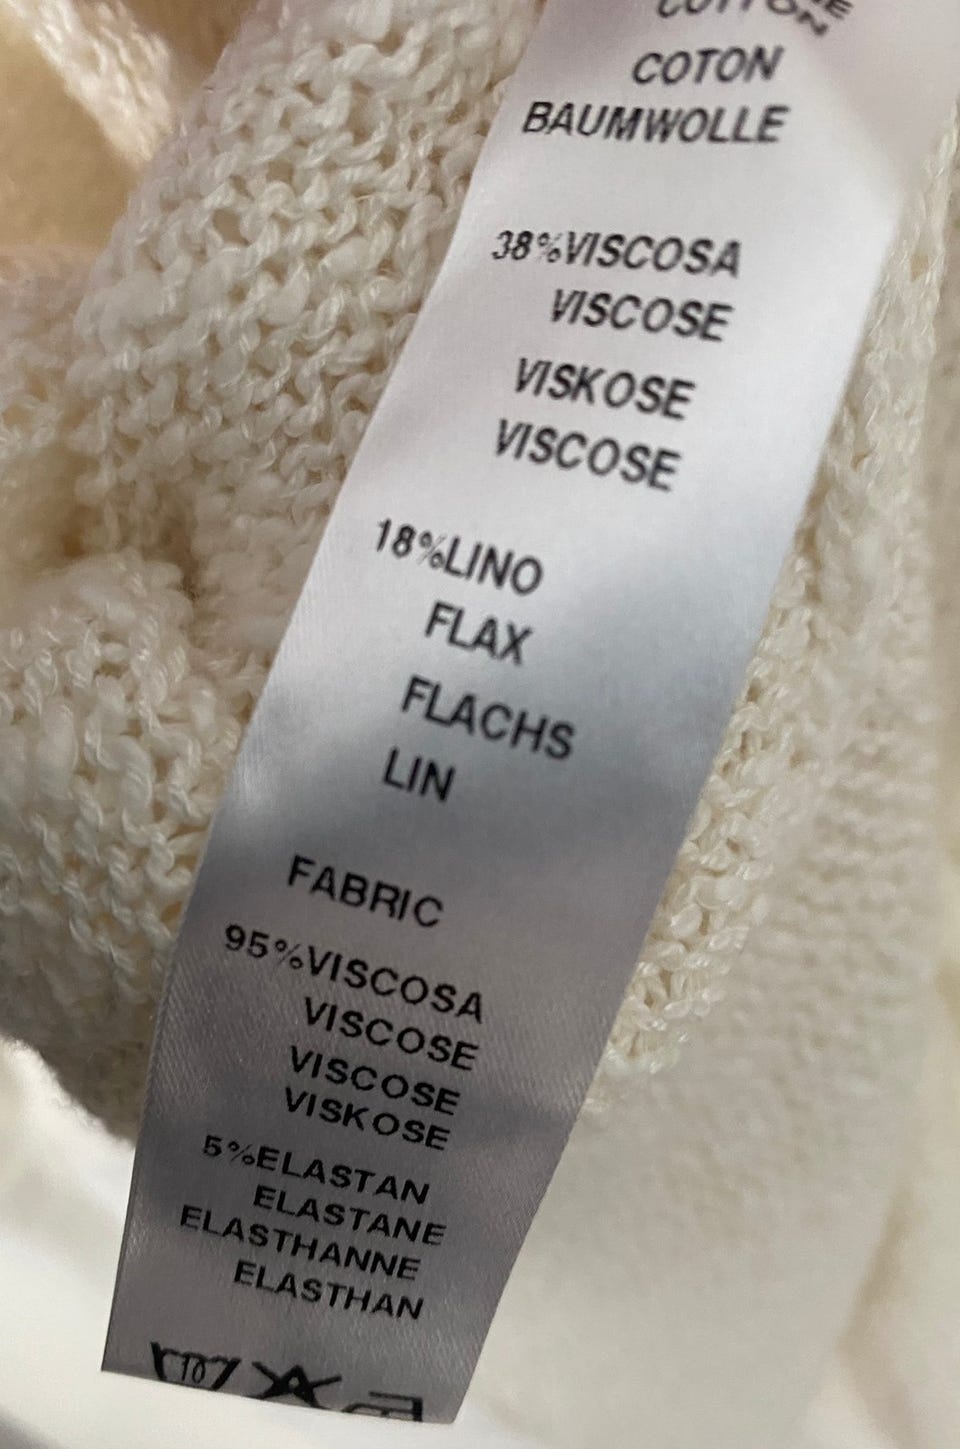 COTTON
COTON
BAUMWOLLE
38%VISCOSA
VISCOSE
VISKOSE
VISCOSE
18%LINO
FLAX
FLACHS
LIN
FABRIC
95%VISCOSA
VISCOSE
VISCOSE
VISKOSE
5%ELASTAN
ELASTANE
ELASTHANNE
ELASTHAN